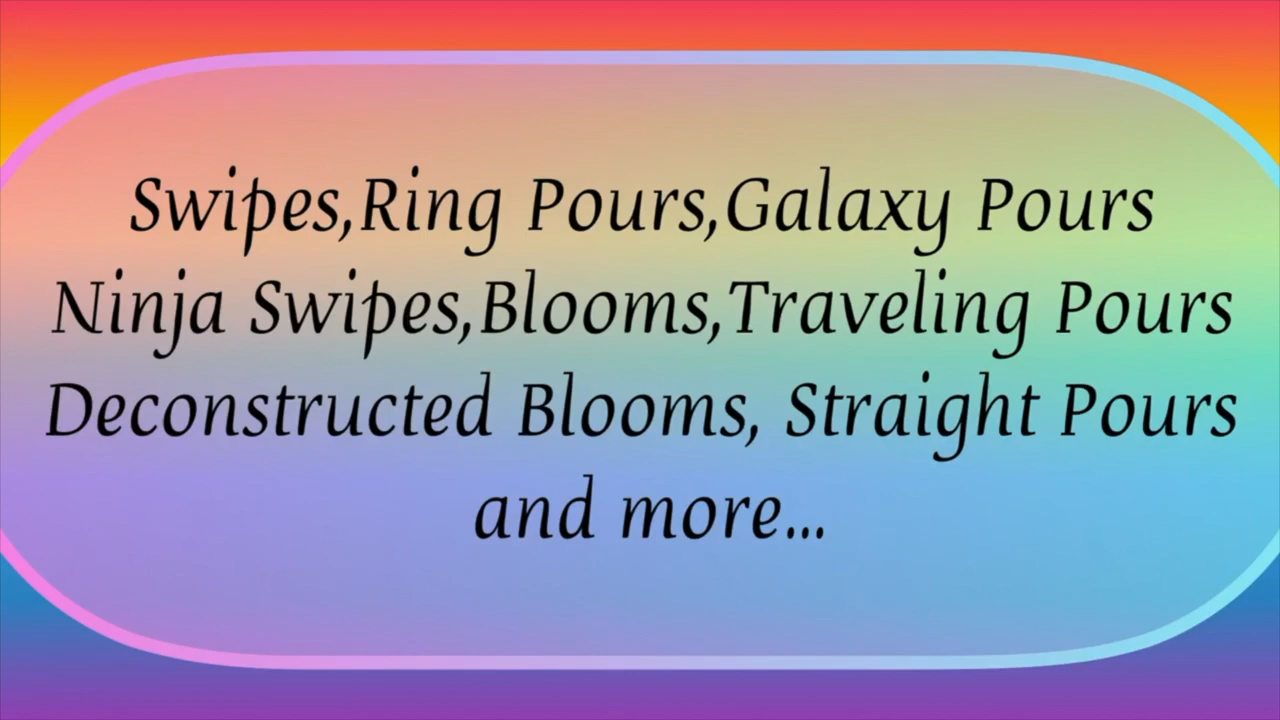 Swipes,Ring Pours,Galaxy Pours
Ninja Swipes,Blooms,Traveling Pours
Deconstructed Blooms, Straight Pours
and more...